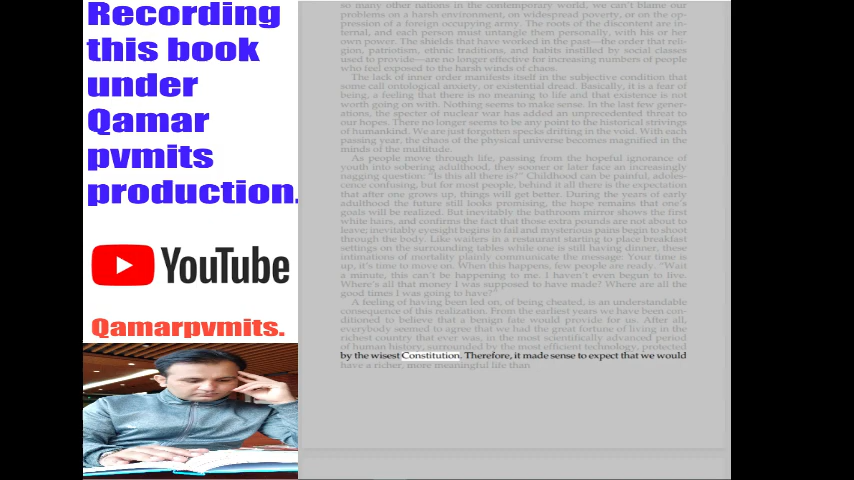 Recording
this book
under
Qamar
pvmits
production.
YouTube
Qamarpvmits.
so many other nations in the contemporary world, we can't blame our
problems on a harsh environment, on widespread poverty, or on the op-
pression of a foreign occupying army. The roots of the discontent are in-
ternal, and each person must untangle them personally, with his or her
own power. The shields that have worked in the past—the order that reli-
gion, patriotism, ethnic traditions, and habits instilled by social classes
used to provide—are no longer effective for increasing numbers of people
who feel exposed to the harsh winds of chaos.
The lack of inner order manifests itself in the subjective condition that
some call ontological anxiety, or existential dread. Basically, it is a fear of
being, a feeling that there is no meaning to life and that existence is not
worth going on with. Nothing seems to make sense. In the last few gener-
ations, the specter of nuclear war has added an unprecedented threat to
our hopes. There no longer seems to be any point to the historical strivings
of humankind. We are just forgotten specks drifting in the void. With each
passing year, the chaos of the physical universe becomes magnified in the
minds of the multitude.
As people move through life, passing from the hopeful ignorance of
youth into sobering adulthood, they sooner or later face an increasingly
nagging question: "Is this all there is?" Childhood can be painful, adoles-
cence confusing, but for most people, behind it all there is the expectation
that after one grows up, things will get better. During the years of early
adulthood the future still looks promising, the hope remains that one's
goals will be realized. But inevitably the bathroom mirror shows the first
white hairs, and confirms the fact that those extra pounds are not about to
leave; inevitably eyesight begins to fail and mysterious pains begin to shoot
through the body. Like waiters in a restaurant starting to place breakfast
settings on the surrounding tables while one is still having dinner, these
intimations of mortality plainly communicate the message: Your time is
up, it's time to move on. When this happens, few people are ready. "Wait
a minute, this can't be happening to me. I haven't even begun to live.
Where's all that money I was supposed to have made? Where are all the
good times I was going to have?"
A feeling of having been led on, of being cheated, is an understandable
consequence of this realization. From the earliest years we have been con-
ditioned to believe that a benign fate would provide for us. After all,
everybody seemed to agree that we had the great fortune of living in the
richest country that ever was, in the most scientifically advanced period
of human history, surrounded by the most efficient technology, protected
by the wisest Constitution. Therefore, it made sense to expect that we would
have a richer, more meaningful life than